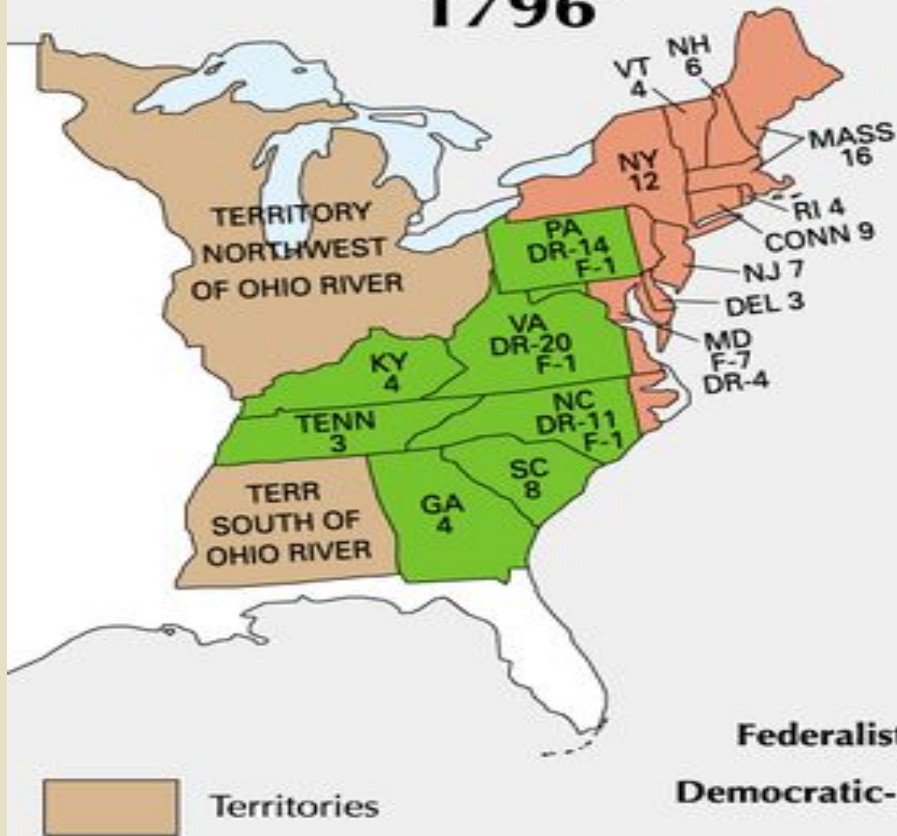 1796
NH
6
VT
4
MASS
16
NY
12
RI 4
CONN 9
NJ 7
DEL 3
MD
F-7
DR-4
TERRITORY
NORTHWEST
OF OHIO RIVER
PA
DR-14
F-1
VA
DR-20
F-1
KY
4
NC
DR-11
F-1
TENN
3
SC
8
GA
4
TERR
SOUTH OF
OHIO RIVER
Federalist
Democratic-
Territories